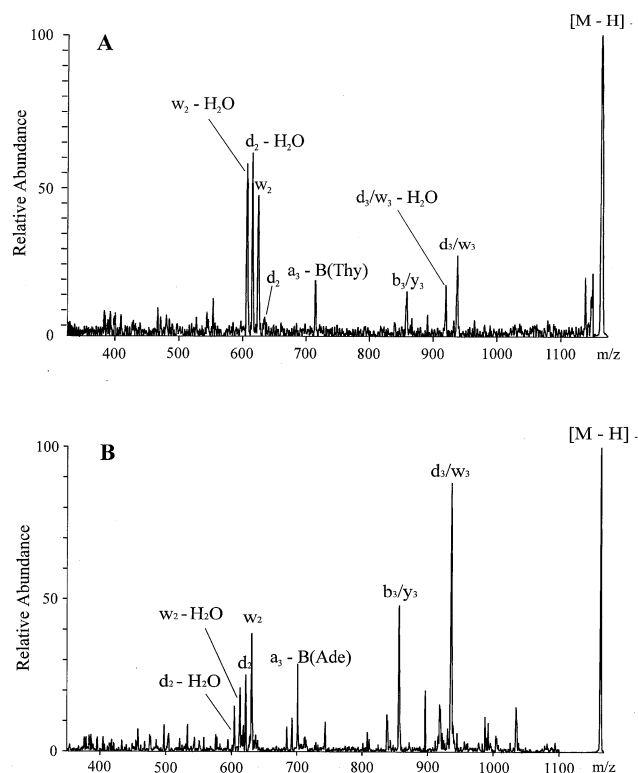 [M - H] -
100
A
w₂ - H₂O
d₂ - H₂O
w₂
50
d₃/w₃ - H₂O
d₃/w₃
a₃ - B(Thy)
d₂
b₃/y₃
0
Relative Abundance
400 500 600 700 800 900 1000 1100 m/z
[M - H] -
100
B
d₃/w₃
b₃/y₃
50
w₂ - H₂O
w₂
d₂
a₃ - B(Ade)
d₂ - H₂O
0
Relative Abundance
400 500 600 700 800 900 1000 1100 m/z